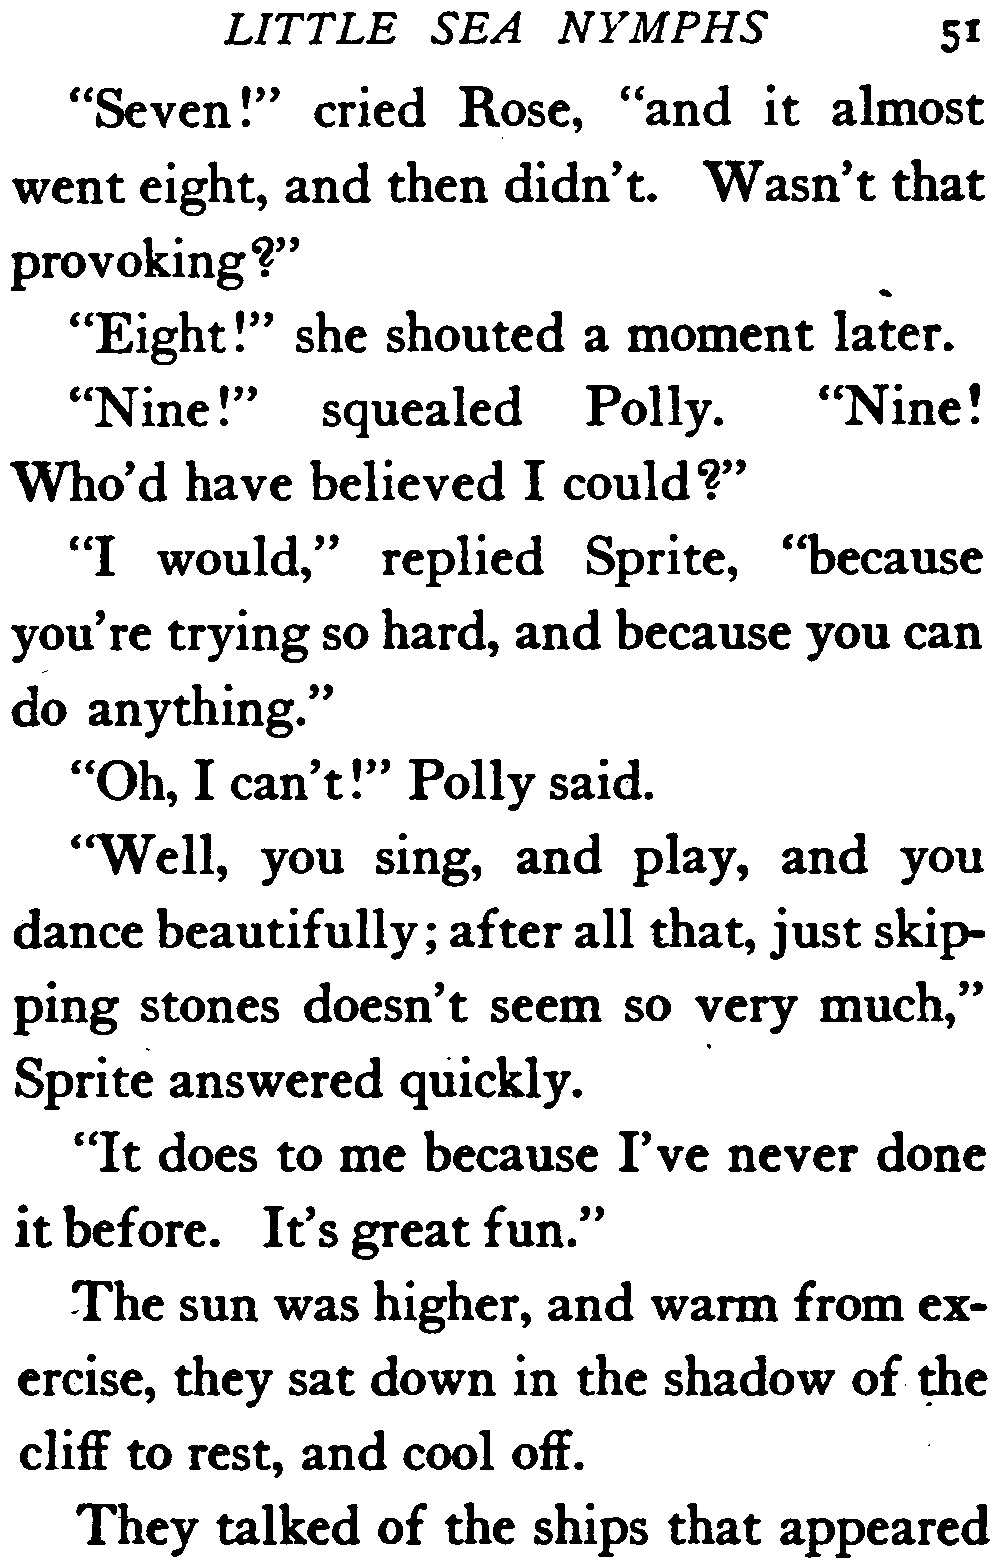 LITTLE SEA NYMPHS 51
"Seven!" cried Rose, "and it almost
went eight, and then didn't. Wasn't that
provoking?"
"Eight!" she shouted a moment later.
"Nine!" squealed Polly. "Nine!
Who'd have believed I could?"
"I would," replied Sprite, "because
you're trying so hard, and because you can
do anything."
"Oh, I can't!" Polly said.
"Well, you sing, and play, and you
dance beautifully; after all that, just skip-
ping stones doesn't seem so very much,"
Sprite answered quickly.
"It does to me because I've never done
it before. It's great fun."
The sun was higher, and warm from ex-
ercise, they sat down in the shadow of the
cliff to rest, and cool off.
They talked of the ships that appeared